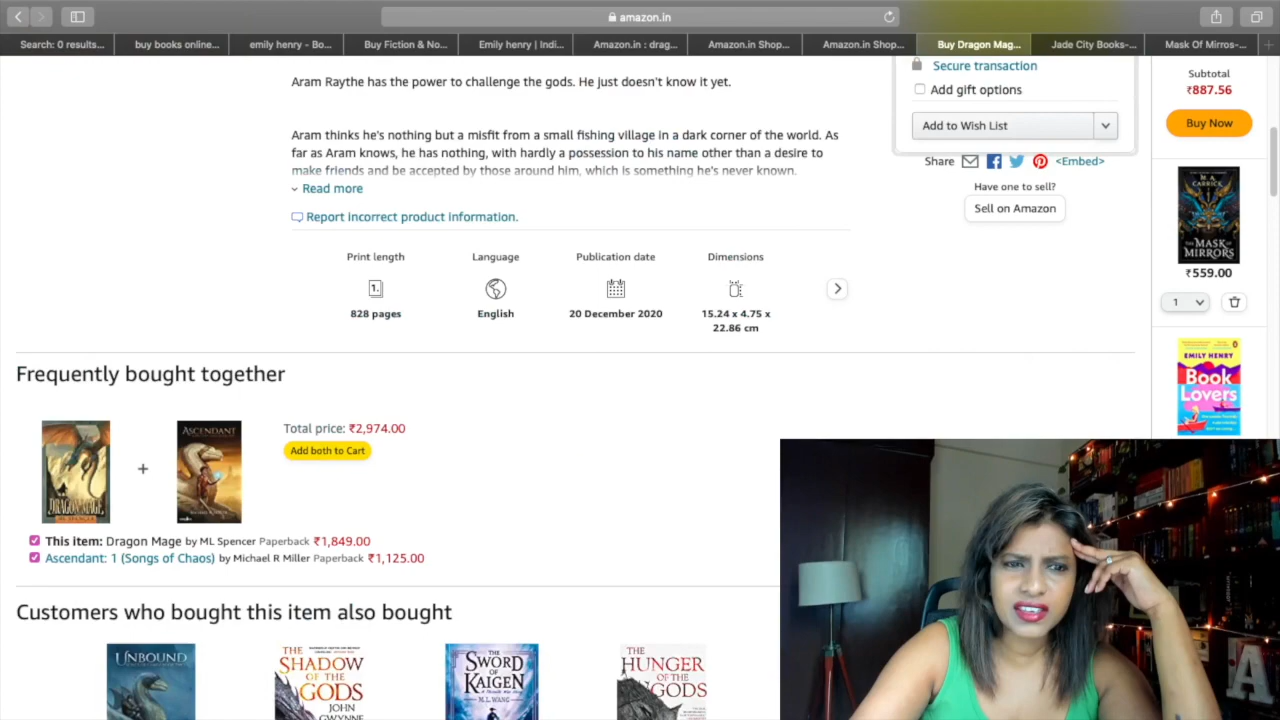 amazon.in
Search: 0 results...
buy books online...
emily henry - Bo...
Buy Fiction & No...
Emily henry | Indi...
Amazon.in : drag...
Amazon.in Shop...
Amazon.in Shop...
Buy Dragon Mag...
Jade City Books-...
Mask Of Mirros-...
Aram Raythe has the power to challenge the gods. He just doesn't know it yet.
Aram thinks he's nothing but a misfit from a small fishing village in a dark corner of the world. As
far as Aram knows, he has nothing, with hardly a possession to his name other than a desire to
make friends and be accepted by those around him, which is something he's never known.
Read more
Report incorrect product information.
Print length
1.
828 pages
Language
English
Publication date
20 December 2020
Dimensions
15.24 x 4.75 x
22.86 cm
Secure transaction
Add gift options
Add to Wish List
Share
<Embed>
Have one to sell?
Sell on Amazon
Subtotal
₹887.56
Buy Now
M. A.
CARRICK
THE MASK
OF
MIRRORS
₹559.00
1
EMILY HENRY
Book
Lovers
Frequently bought together
DRAGON MAGE
+
ASCENDANT
Total price: ₹2,974.00
Add both to Cart
This item: Dragon Mage by ML Spencer Paperback ₹1,849.00
Ascendant: 1 (Songs of Chaos) by Michael R Miller Paperback ₹1,125.00
Customers who bought this item also bought
UNBOUND
THE
SHADOW
OF THE
GODS
JOHN
GWYNNE
THE
SWORD
OF
KAIGEN
M.L. WANG
THE
HUNGER
OF THE
GODS
A